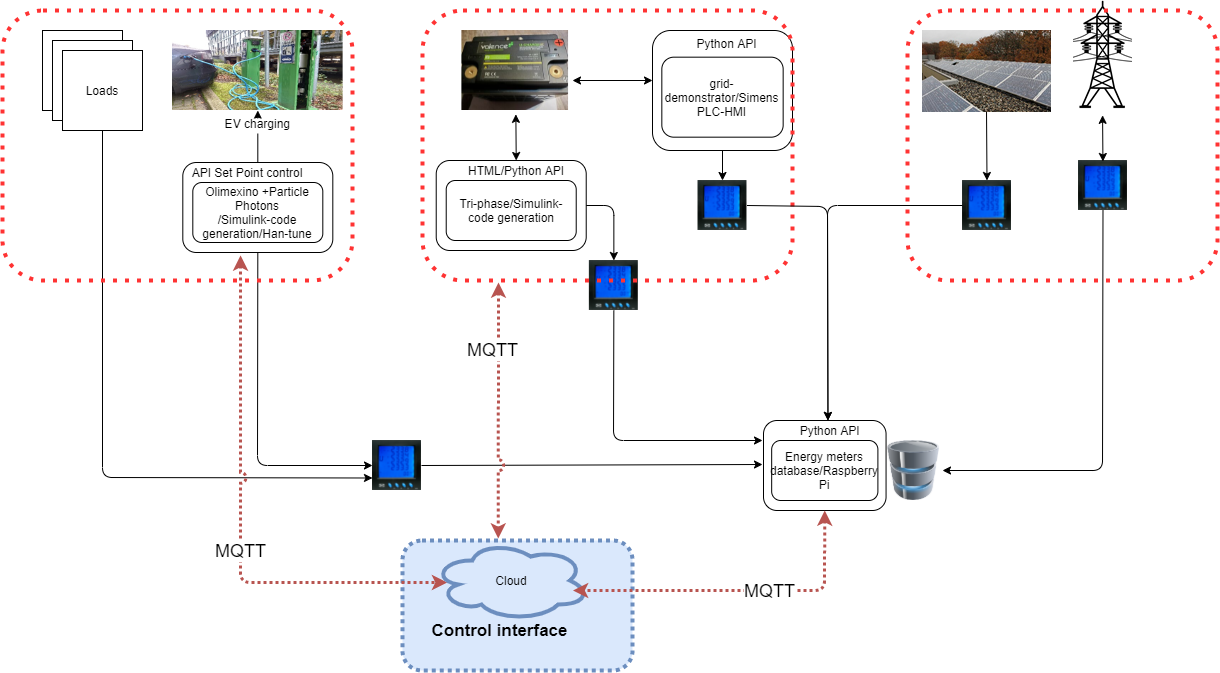 Loads
EV charging
API Set Point control
Olimexino +Particle
Photons
/Simulink-code
generation/Han-tune
valence
HTML/Python API
Tri-phase/Simulink-
code generation
Python API
grid-
demonstrator/Simens
PLC-HMI
MQTT
Python API
Energy meters
database/Raspberry
Pi
MQTT
MQTT
Cloud
Control interface